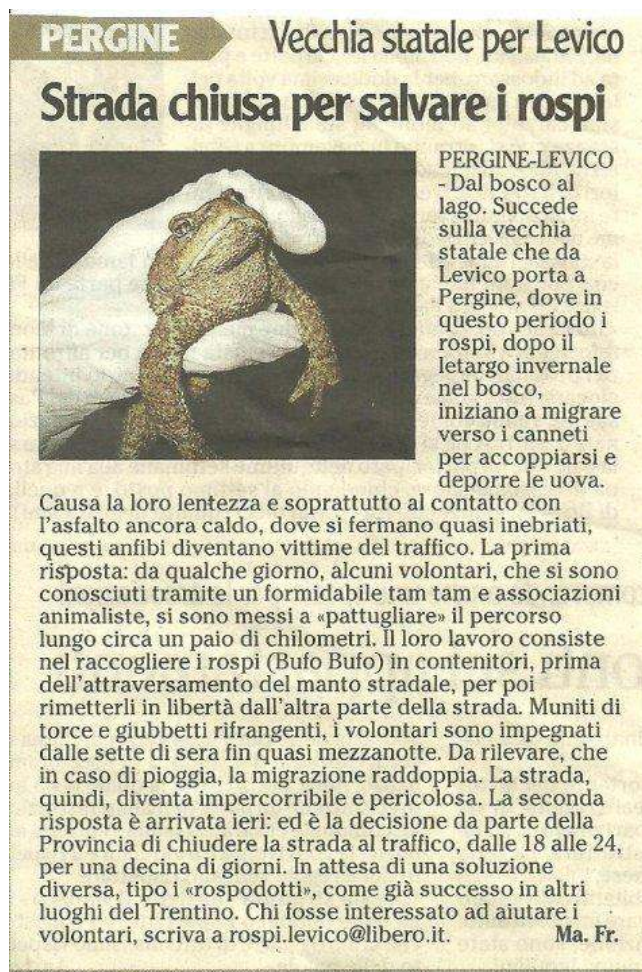 PERGINE Vecchia statale per Levico
Strada chiusa per salvare i rospi
PERGINE-LEVICO
- Dal bosco al
lago. Succede
sulla vecchia
statale che da
Levico porta a
Pergine, dove in
questo periodo i
rospi, dopo il
letargo invernale
nel bosco,
iniziano a migrare
verso i canneti
per accoppiarsi e
deporre le uova.
Causa la loro lentezza e soprattutto al contatto con
l'asfalto ancora caldo, dove si fermano quasi inebriati,
questi anfibi diventano vittime del traffico. La prima
risposta: da qualche giorno, alcuni volontari, che si sono
conosciuti tramite un formidabile tam tam e associazioni
animaliste, si sono messi a «pattugliare» il percorso
lungo circa un paio di chilometri. Il loro lavoro consiste
nel raccogliere i rospi (Bufo Bufo) in contenitori, prima
dell'attraversamento del manto stradale, per poi
rimetterli in libertà dall'altra parte della strada. Muniti di
torce e giubbetti rifrangenti, i volontari sono impegnati
dalle sette di sera fin quasi mezzanotte. Da rilevare, che
in caso di pioggia, la migrazione raddoppia. La strada,
quindi, diventa impercorribile e pericolosa. La seconda
risposta è arrivata ieri: ed è la decisione da parte della
Provincia di chiudere la strada al traffico, dalle 18 alle 24,
per una decina di giorni. In attesa di una soluzione
diversa, tipo i «rospodotti», come già successo in altri
luoghi del Trentino. Chi fosse interessato ad aiutare i
volontari, scriva a rospi.levico@libero.it. Ma. Fr.